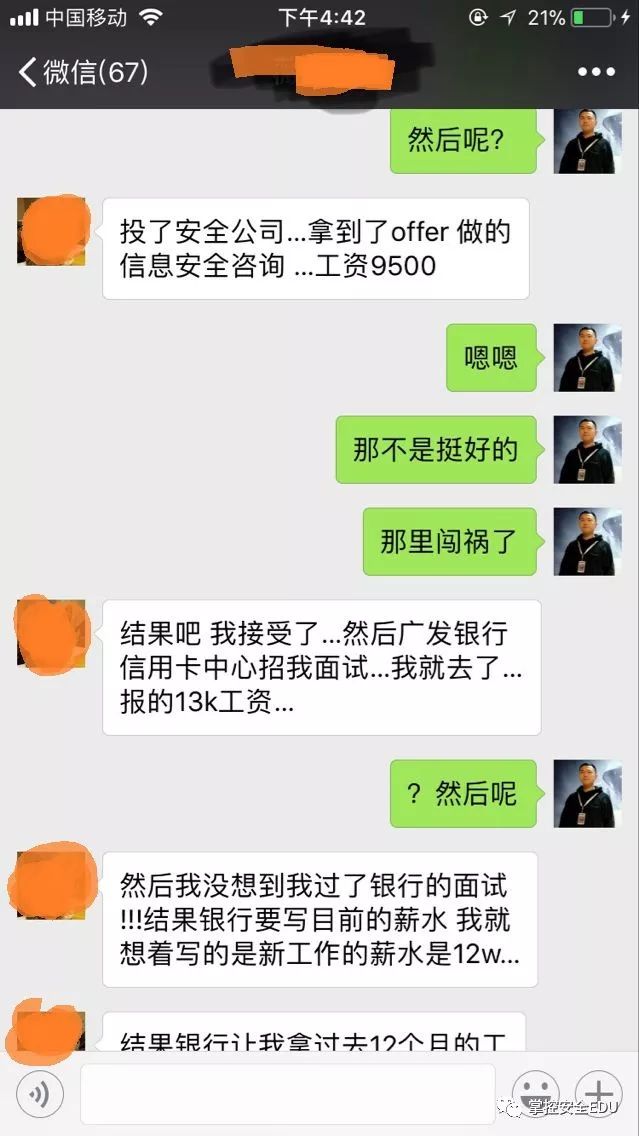 中国移动
下午4:42
21%
微信(67)
然后呢?
投了安全公司...拿到了offer 做的
信息安全咨询 ...工资9500
嗯嗯
那不是挺好的
那里闯祸了
结果吧 我接受了...然后广发银行
信用卡中心招我面试...我就去了...
报的13k工资...
？然后呢
然后我没想到我过了银行的面试
!!!结果银行要写目前的薪水 我就
想着写的是新工作的薪水是12w...
结果银行让我拿过去12个月的工
掌控安全EDU